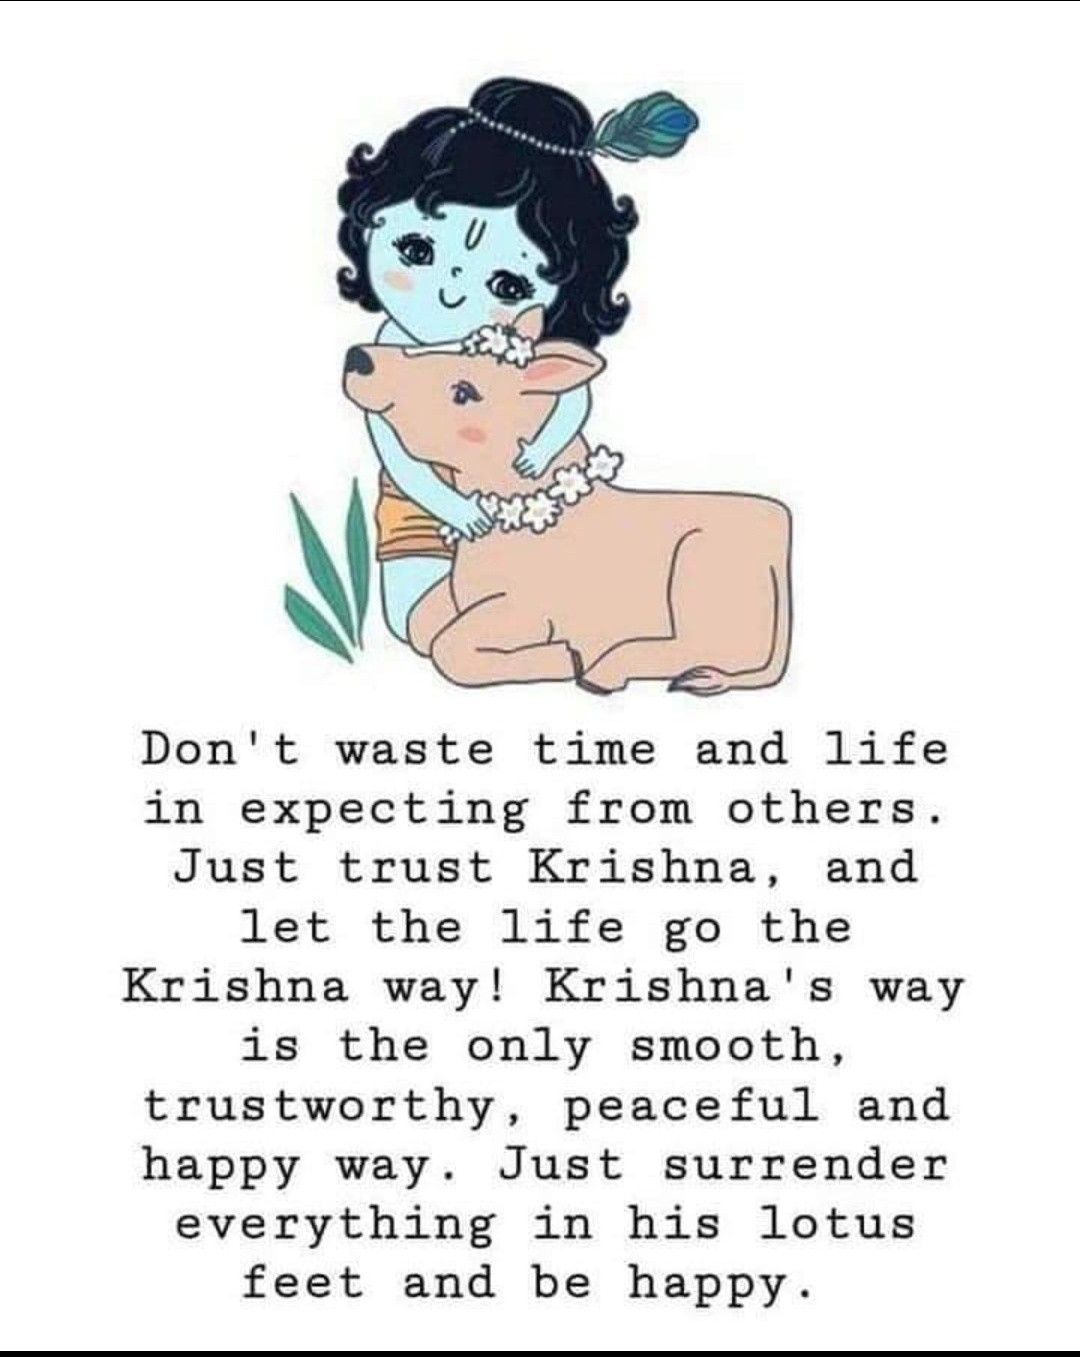 Don't waste time and life
in expecting from others.
Just trust Krishna, and
let the life go the
Krishna way! Krishna's way
is the only smooth,
trustworthy, peaceful and
happy way. Just surrender
everything in his lotus
feet and be happy.